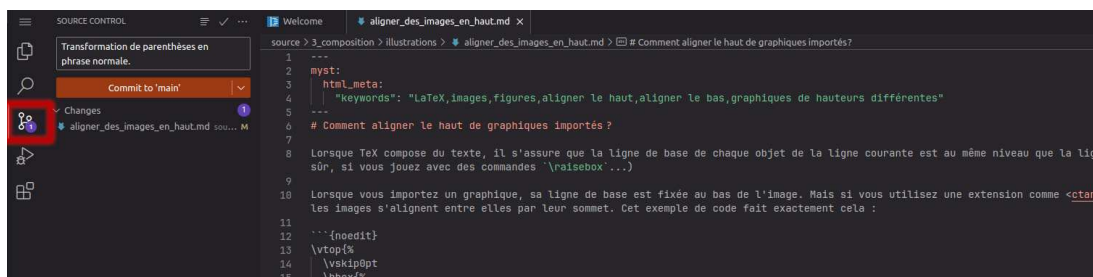 SOURCE CONTROL
Transformation de parenthèses en
phrase normale.
Commit to 'main'
Changes
1
aligner_des_images_en_haut.md sou... M
1
Welcome
aligner_des_images_en_haut.md
source > 3_composition > illustrations > aligner_des_images_en_haut.md > # Comment aligner le haut de graphiques importés ?
1 ---
2 myst:
3 html_meta:
4 "keywords": "LaTeX,images,figures,aligner le haut,aligner le bas,graphiques de hauteurs différentes"
5 ---
6 # Comment aligner le haut de graphiques importés ?
7
8 Lorsque TeX compose du texte, il s'assure que la ligne de base de chaque objet de la ligne courante est au même niveau que la lig
sûr, si vous jouez avec des commandes `\raisebox`...)
9
10 Lorsque vous importez un graphique, sa ligne de base est fixée au bas de l'image. Mais si vous utilisez une extension comme <ctan
les images s'alignent entre elles par leur sommet. Cet exemple de code fait exactement cela :
11
12 ```{noedit}
13 \vtop{%
14 \vskip0pt
15 \hbox{%